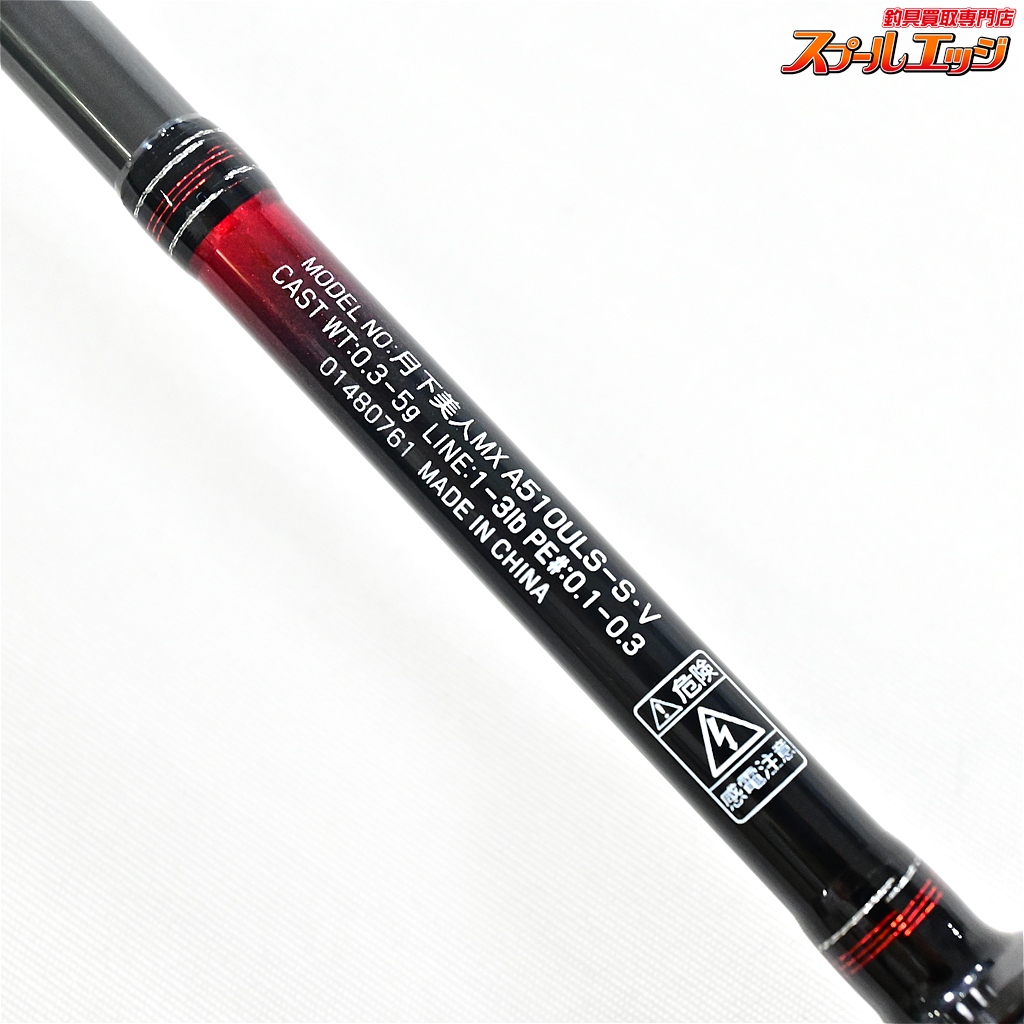 釣具買取専門店
スプールエッジ
MODEL NO:月下美人MX A510ULS-S・V
CAST WT:0.3-5g LINE:1-3lb PE#:0.1-0.3
01480761 MADE IN CHINA
危険
感電注意